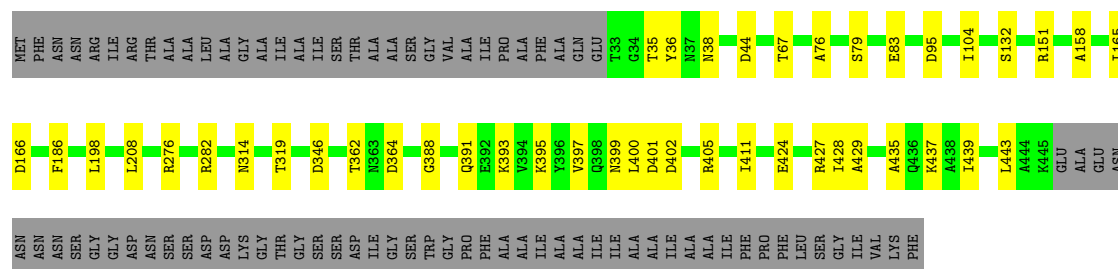 MET PHE ASN ASN ARG ILE ARG THR ALA ALA LEU ALA GLY ALA ILE ALA ILE SER THR ALA ALA SER GLY VAL ALA ILE PRO ALA PHE ALA GLN GLU T33 G34 T35 Y36 N37 N38 D44 T67 A76 S79 E83 D95 I104 S132 R151 A158 I165
D166 F186 L198 L208 R276 R282 N314 T319 D346 T362 N363 D364 G388 Q391 E392 K393 V394 K395 Y396 V397 Q398 N399 L400 D401 D402 R405 I411 E424 R427 I428 A429 A435 Q436 K437 A438 I439 L443 A444 K445 GLU ALA GLU ASN
ASN ASN ASN SER GLY GLY ASP ASN SER SER ASP ASP LYS GLY THR GLY SER SER ASP ILE GLY SER TRP GLY PRO PHE ALA ALA ILE ALA ALA ILE ILE ALA ALA ILE ALA ALA ILE PHE PRO PHE LEU SER GLY ILE VAL LYS PHE